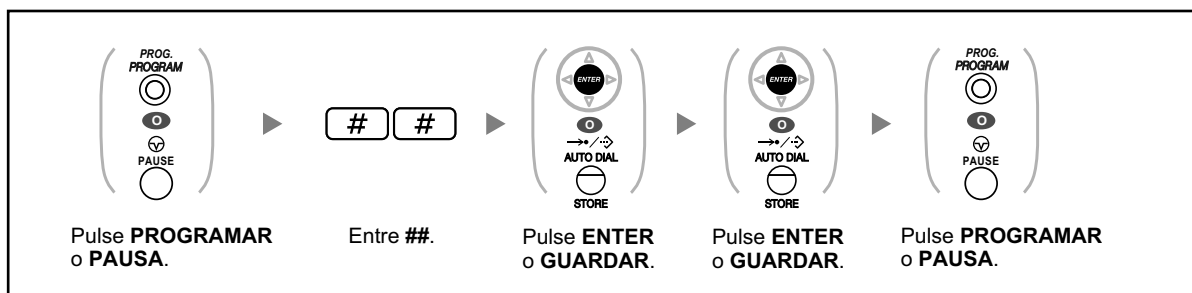 PROG.
PROGRAM
O
PAUSE
Pulse PROGRAMAR
o PAUSA.
# #
Entre ##.
ENTER
O
AUTO DIAL
STORE
Pulse ENTER
o GUARDAR.
ENTER
O
AUTO DIAL
STORE
Pulse ENTER
o GUARDAR.
PROG.
PROGRAM
O
PAUSE
Pulse PROGRAMAR
o PAUSA.